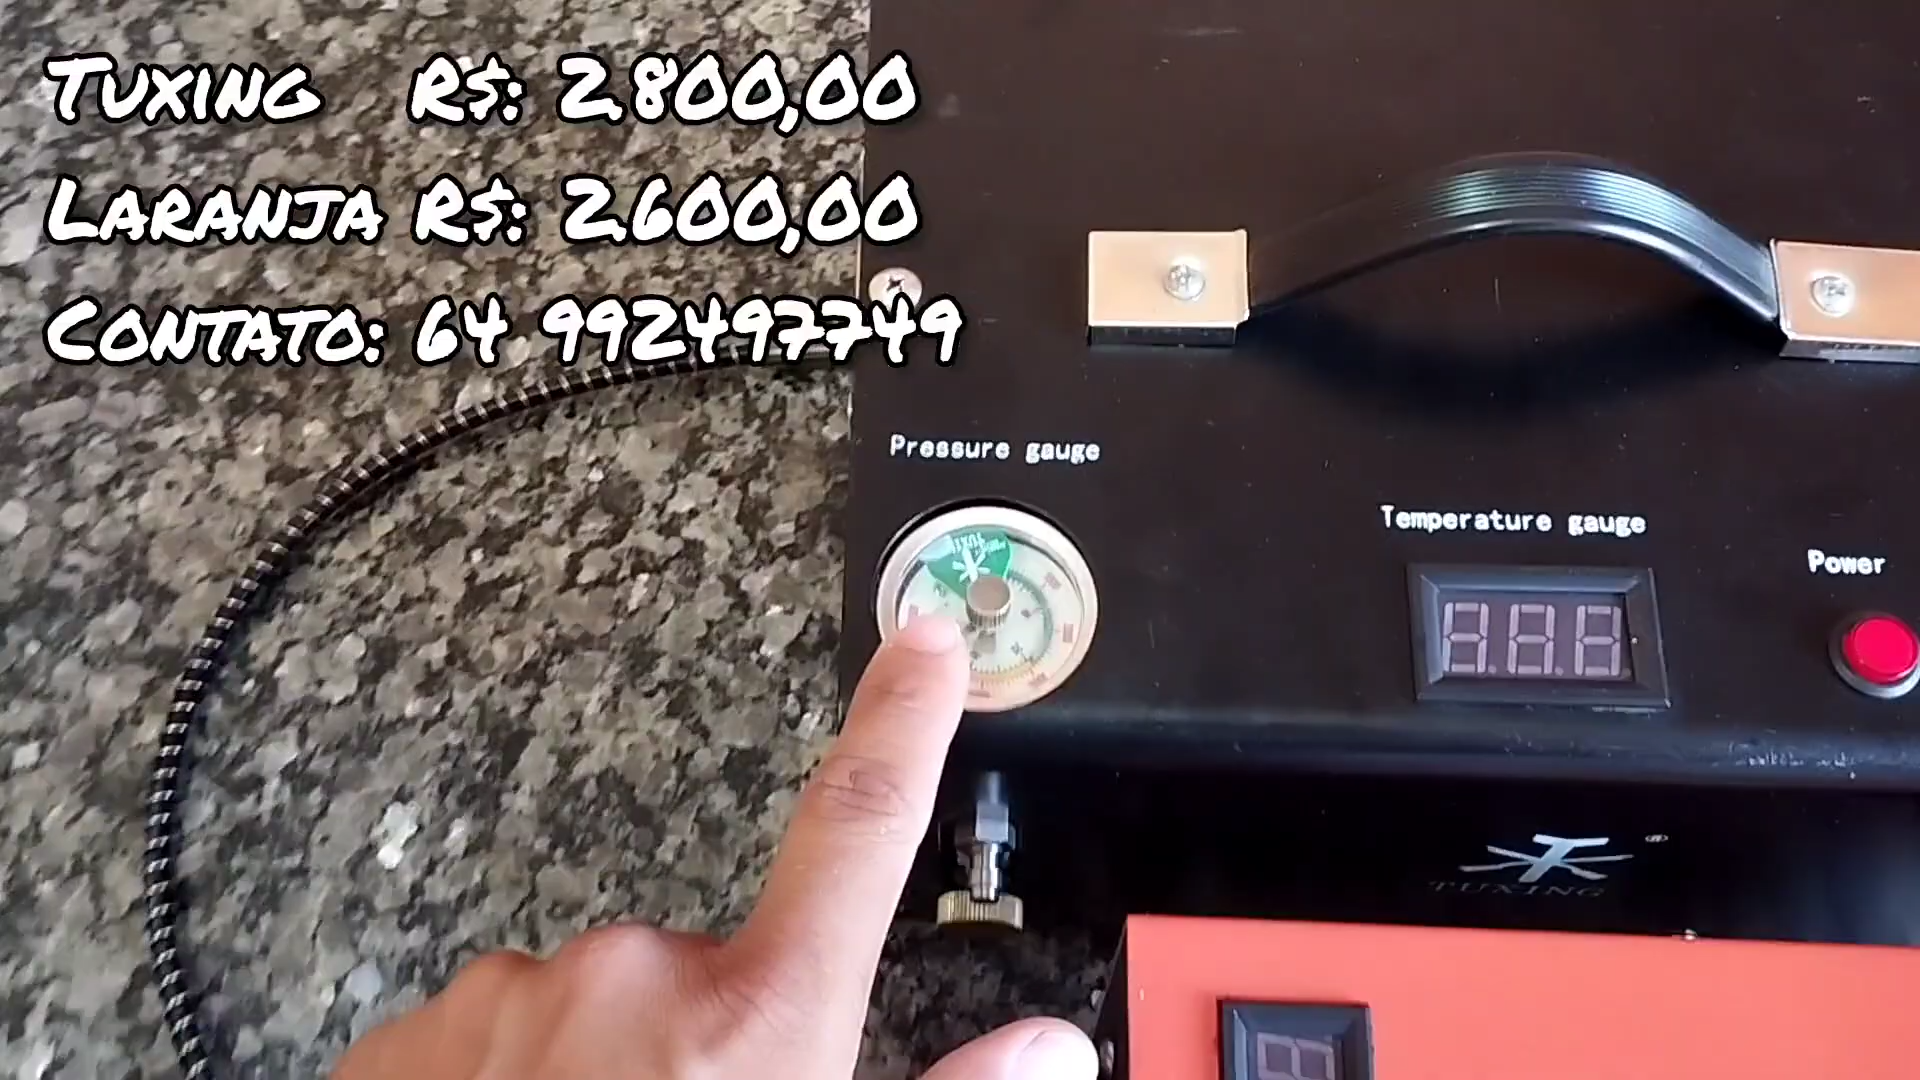 Tuxing R$: 2.800,00
Laranja R$: 2.600,00
Contato: 64 992497749
Pressure gauge
Temperature gauge
Power
TUXING